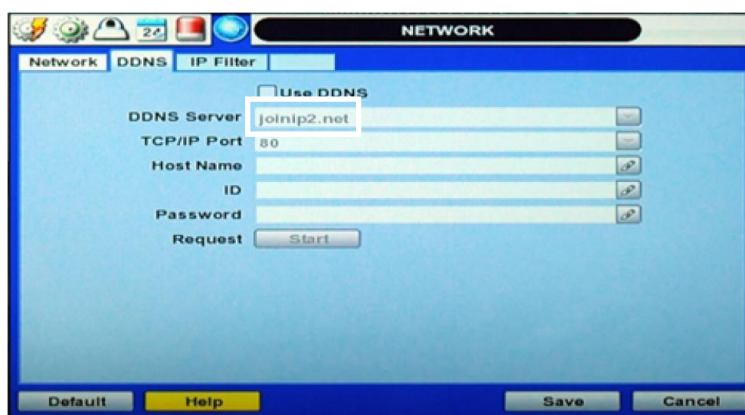 24 NETWORK
Network DDNS IP Filter
Use DDNS
DDNS Server joinip2.net
TCP/IP Port 80
Host Name
ID
Password
Request Start
Default Help Save Cancel